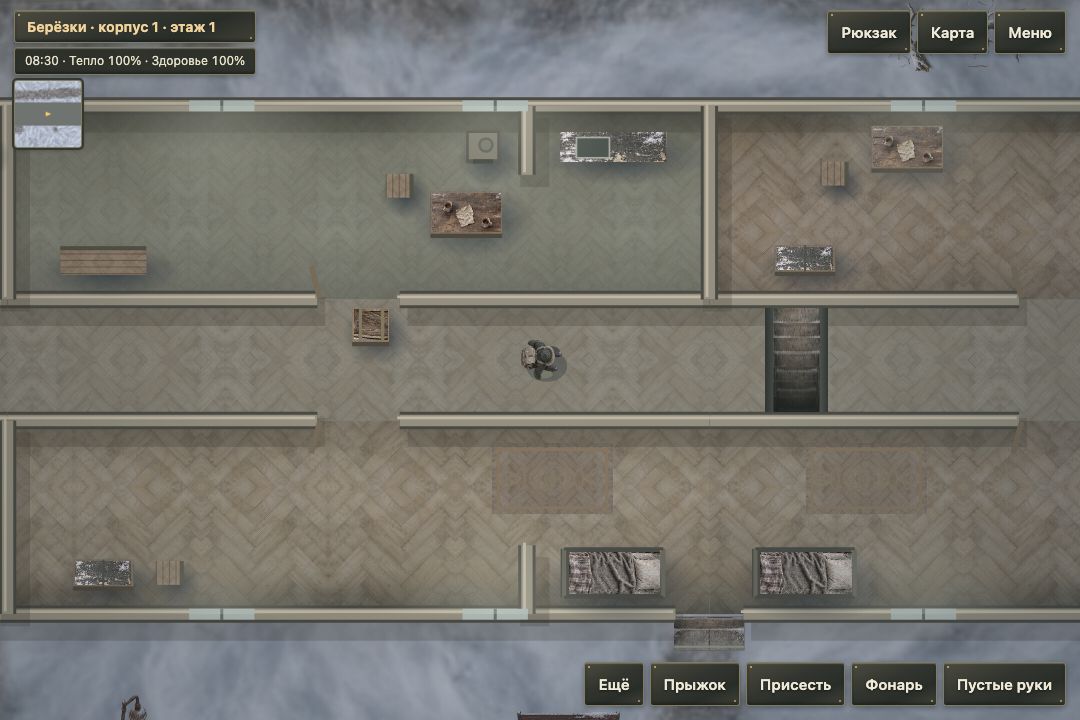 Берёзки · корпус 1 · этаж 1
08:30 · Тепло 100% · Здоровье 100%
Рюкзак
Карта
Меню
Ещё
Прыжок
Присесть
Фонарь
Пустые руки